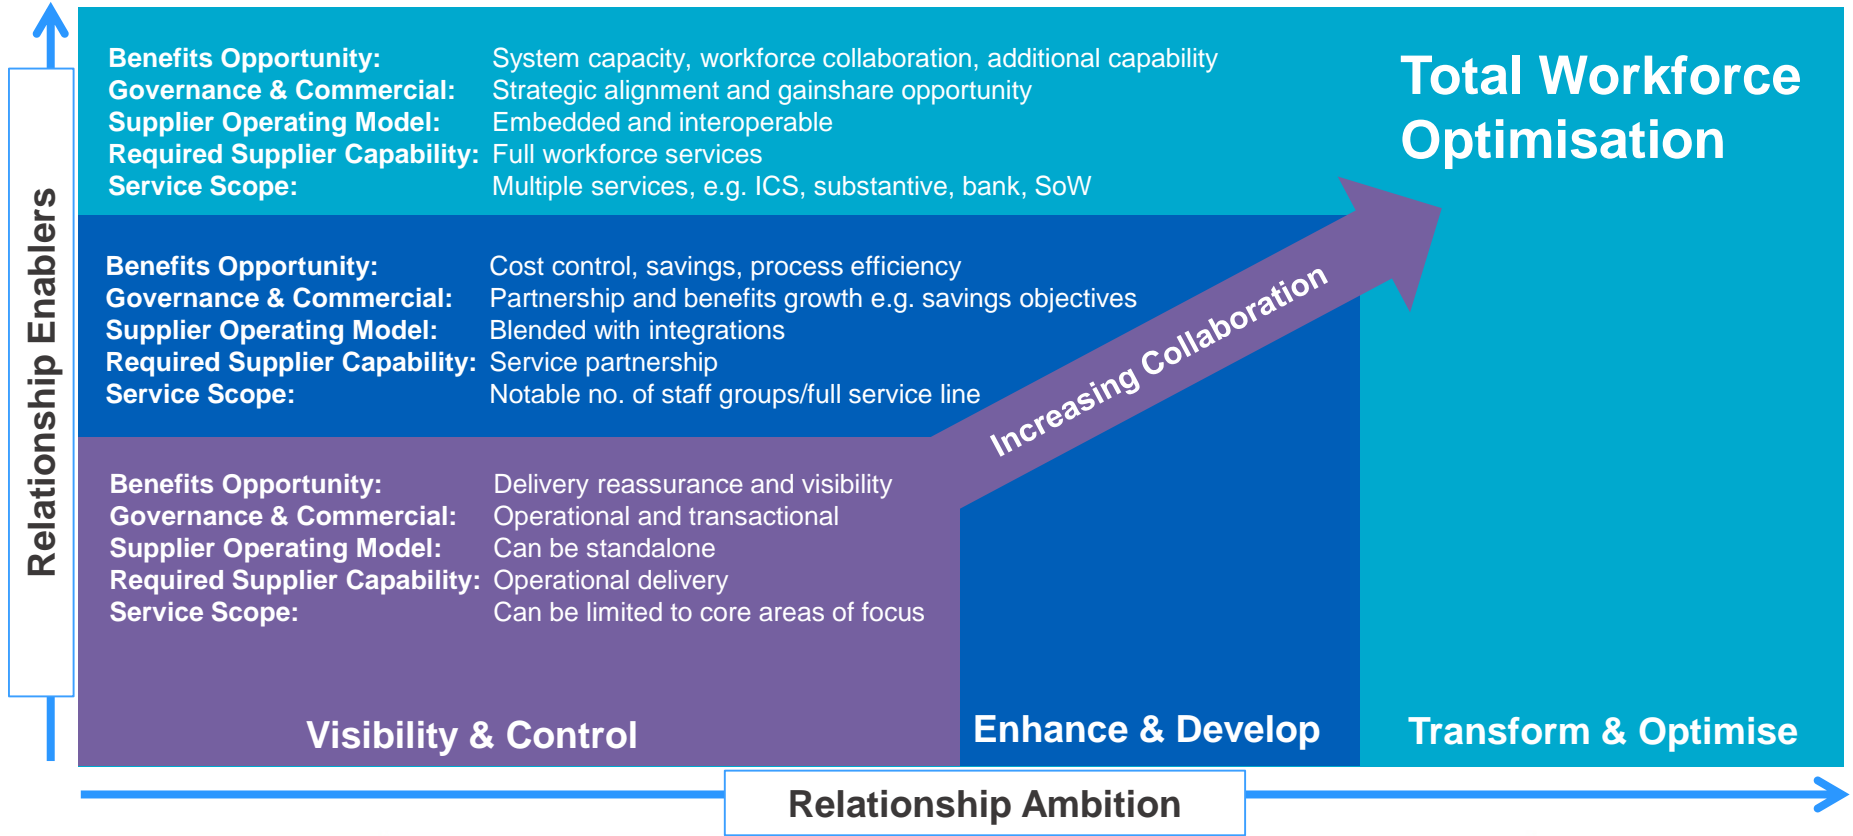 Benefits Opportunity: System capacity, workforce collaboration, additional capability
Governance & Commercial: Strategic alignment and gainshare opportunity
Supplier Operating Model: Embedded and interoperable
Required Supplier Capability: Full workforce services
Service Scope: Multiple services, e.g. ICS, substantive, bank, SoW
Total Workforce
Optimisation
Benefits Opportunity: Cost control, savings, process efficiency
Governance & Commercial: Partnership and benefits growth e.g. savings objectives
Supplier Operating Model: Blended with integrations
Required Supplier Capability: Service partnership
Service Scope: Notable no. of staff groups/full service line
Increasing Collaboration
Benefits Opportunity: Delivery reassurance and visibility
Governance & Commercial: Operational and transactional
Supplier Operating Model: Can be standalone
Required Supplier Capability: Operational delivery
Service Scope: Can be limited to core areas of focus
Visibility & Control
Enhance & Develop
Transform & Optimise
Relationship Enablers
Relationship Ambition